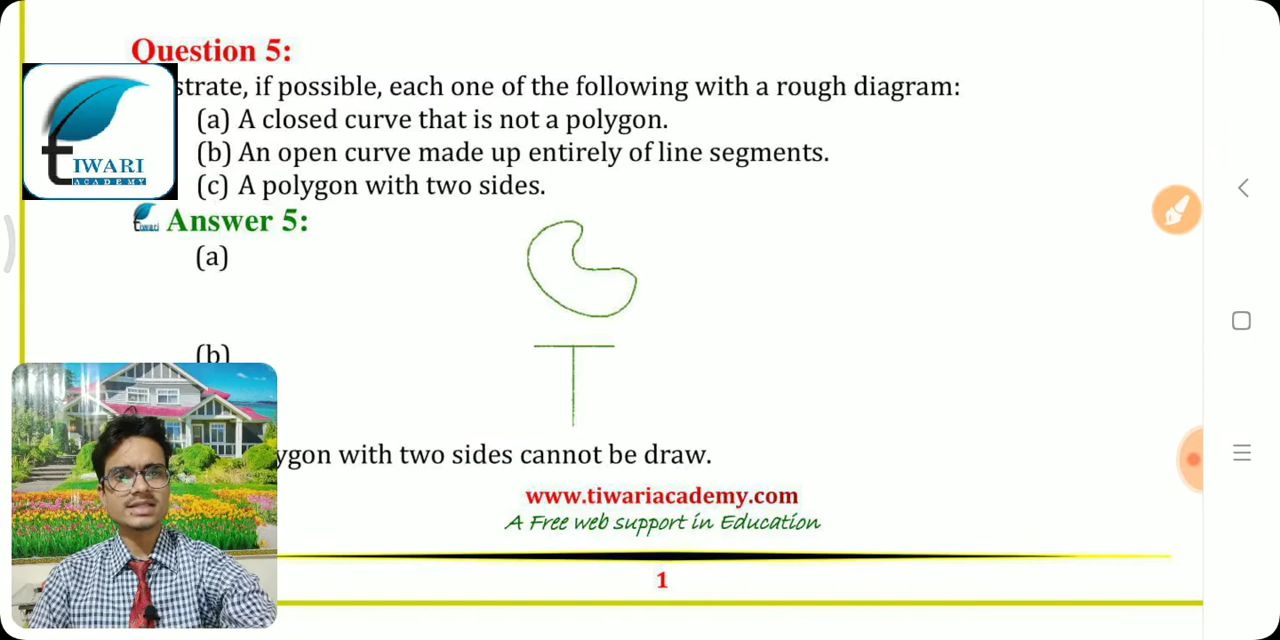 Question 5:
strate, if possible, each one of the following with a rough diagram:
(a) A closed curve that is not a polygon.
(b) An open curve made up entirely of line segments.
(c) A polygon with two sides.
tIWARI
ACADEMY
Answer 5:
(a)
(b)
ygon with two sides cannot be draw.
www.tiwariacademy.com
A Free web support in Education
1